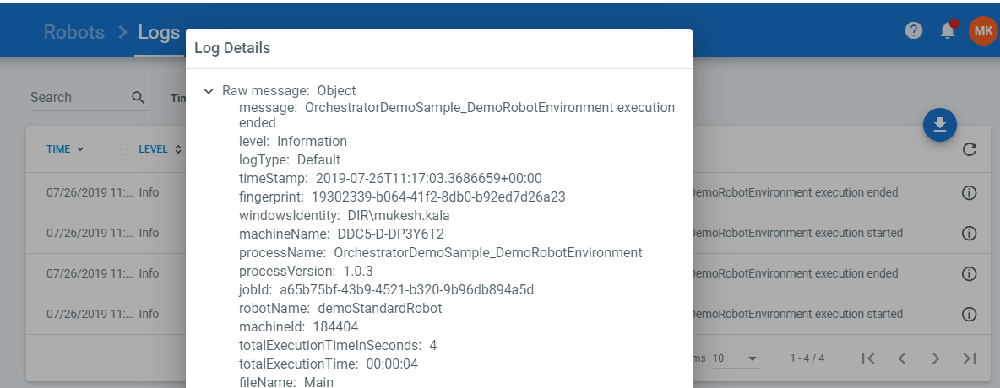 Robots > Logs
MK
Log Details
Search
Tim
Raw message: Object
message: OrchestratorDemoSample_DemoRobotEnvironment execution
ended
level: Information
logType: Default
timeStamp: 2019-07-26T11:17:03.3686659+00:00
fingerprint: 19302339-b064-41f2-8db0-b92ed7d26a23
windowsIdentity: DIR\mukesh.kala
machineName: DDC5-D-DP3Y6T2
processName: OrchestratorDemoSample_DemoRobotEnvironment
processVersion: 1.0.3
jobId: a65b75bf-43b9-4521-b320-9b96db894a5d
robotName: demoStandardRobot
machineId: 184404
totalExecutionTimeInSeconds: 4
totalExecutionTime: 00:00:04
fileName: Main
TIME LEVEL
07/26/2019 11:... Info DemoRobotEnvironment execution ended
07/26/2019 11:... Info DemoRobotEnvironment execution started
07/26/2019 11:... Info DemoRobotEnvironment execution ended
07/26/2019 11:... Info DemoRobotEnvironment execution started
ms 10 1 - 4 / 4